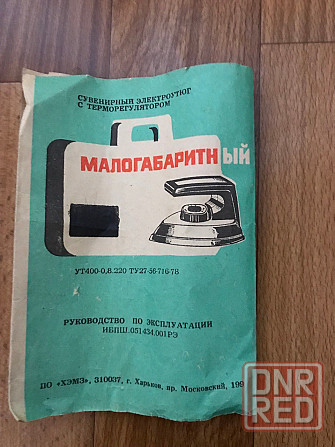 СУВЕНИРНЫЙ ЭЛЕКТРОУТЮГ
С ТЕРМОРЕГУЛЯТОРОМ
МАЛОГАБАРИТНЫЙ
УТ400-0,8.220 ТУ27-56-716-78
РУКОВОДСТВО ПО ЭКСПЛУАТАЦИИ
ИБПШ.051434.001РЭ
ПО «ХЭМЗ», 310037, г. Харьков, пр. Московский, 199
DNR
RED